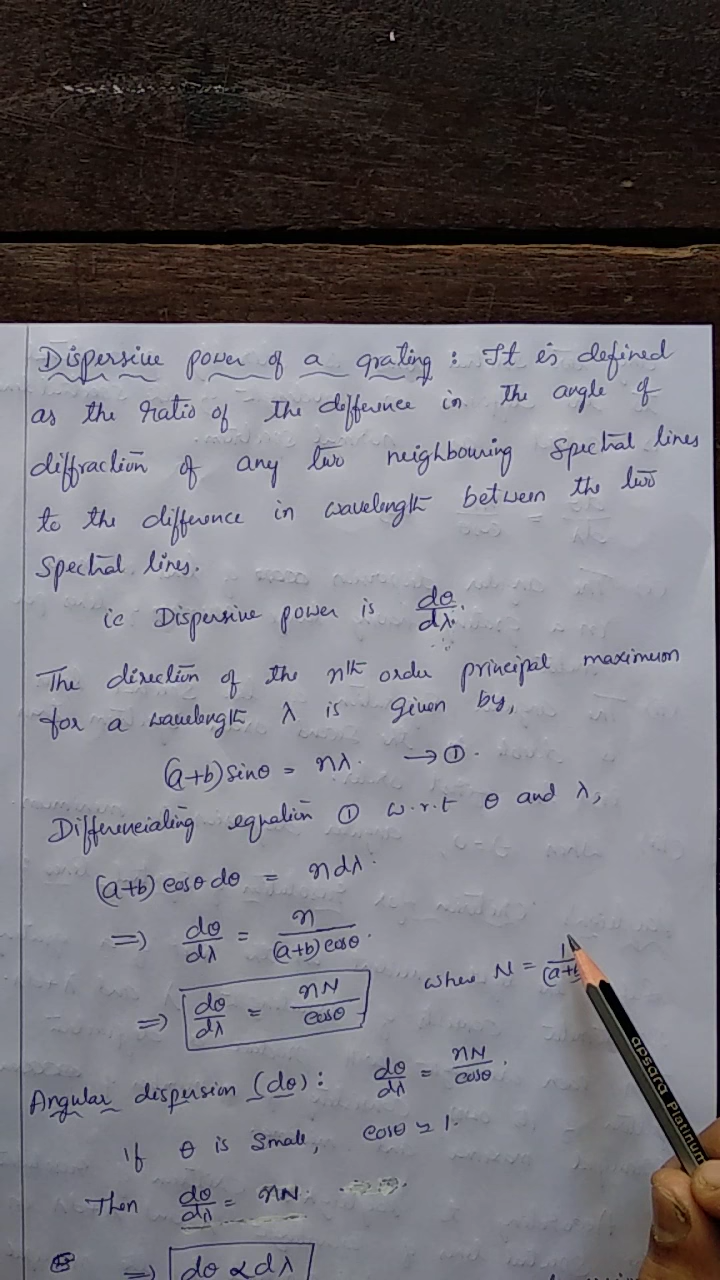 Dispersive power of a grating : It is defined
as the ratio of the difference in the angle of
diffraction of any two neighbouring spectral lines
to the difference in wavelength between the two
spectral lines.
ie Dispersive power is dθ/dλ.
The direction of the nth order principal maximum
for a wavelength λ is given by,
(a+b) sinθ = nλ. → ①.
Differenciating equation ① w.r.t θ and λ,
(a+b) cosθ dθ = n dλ.
⇒ dθ/dλ = n/(a+b)cosθ.
⇒ dθ/dλ = nN/cosθ where N = 1/(a+b
Angular dispersion (dθ) : dθ/dλ = nN/cosθ.
If θ is small, cosθ ≃ 1.
Then dθ/dλ = nN.
⇒ dθ ∝ dλ
apsara Platinum